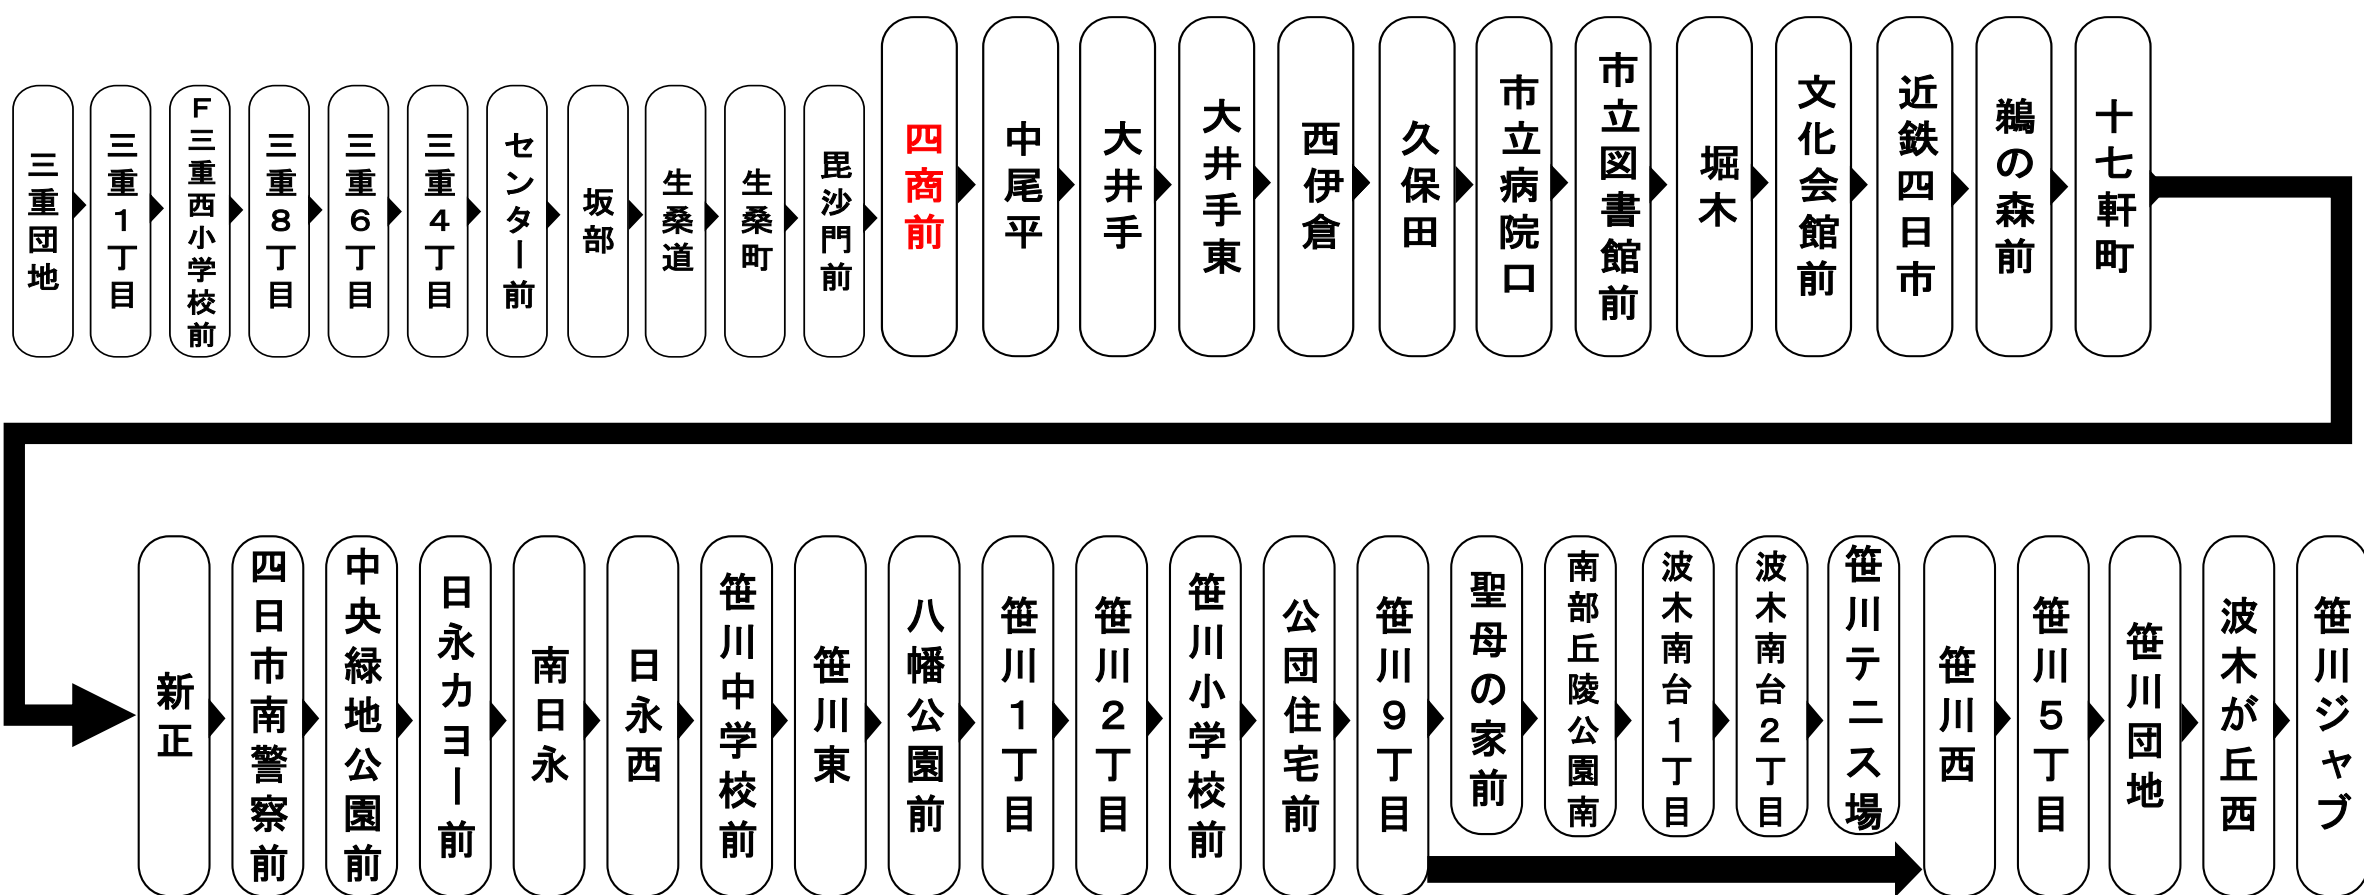 三重団地
三重１丁目
Ｆ三重西小学校前
三重８丁目
三重６丁目
三重４丁目
センター前
坂部
生桑道
生桑町
毘沙門前
四商前
中尾平
大井手
大井手東
西伊倉
久保田
市立病院口
市立図書館前
堀木
文化会館前
近鉄四日市
鵜の森前
十七軒町
新正
四日市南警察前
中央緑地公園前
日永カヨー前
南日永
日永西
笹川中学校前
笹川東
八幡公園前
笹川１丁目
笹川２丁目
笹川小学校前
公団住宅前
笹川９丁目
聖母の家前
南部丘陵公園南
波木南台１丁目
波木南台２丁目
笹川テニス場
笹川西
笹川５丁目
笹川団地
波木が丘西
笹川ジャブ